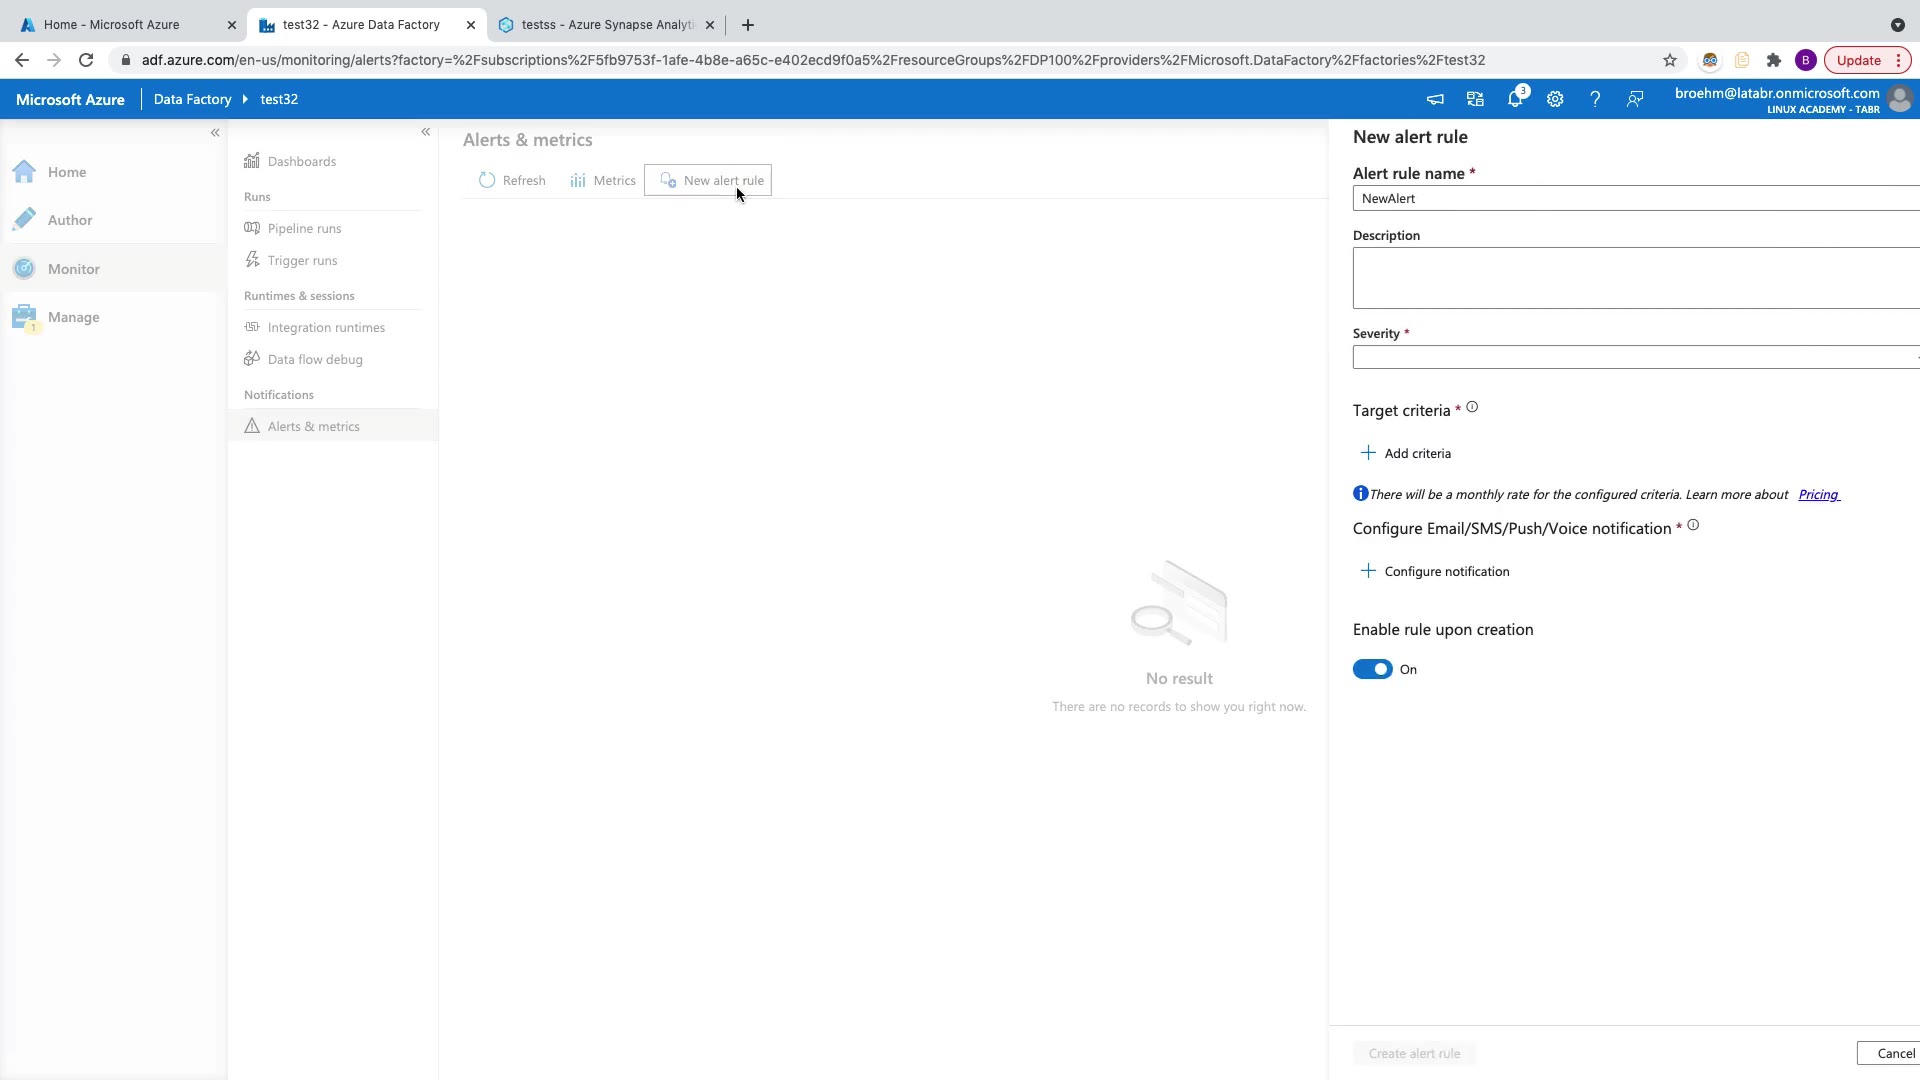 Home - Microsoft Azure
test32 - Azure Data Factory
testss - Azure Synapse Analyti
adf.azure.com/en-us/monitoring/alerts?factory=%2Fsubscriptions%2F5fb9753f-1afe-4b8e-a65c-e402ecd9f0a5%2FresourceGroups%2FDP100%2Fproviders%2FMicrosoft.DataFactory%2Ffactories%2Ftest32
B
Update
Microsoft Azure
Data Factory
test32
3
broehm@latabr.onmicrosoft.com
LINUX ACADEMY - TABR
Home
Author
Monitor
Manage
1
Dashboards
Runs
Pipeline runs
Trigger runs
Runtimes & sessions
Integration runtimes
Data flow debug
Notifications
Alerts & metrics
Alerts & metrics
Refresh
Metrics
New alert rule
No result
There are no records to show you right now.
New alert rule
Alert rule name *
NewAlert
Description
Severity *
Target criteria *
Add criteria
There will be a monthly rate for the configured criteria. Learn more about Pricing
Configure Email/SMS/Push/Voice notification *
Configure notification
Enable rule upon creation
On
Create alert rule
Cancel